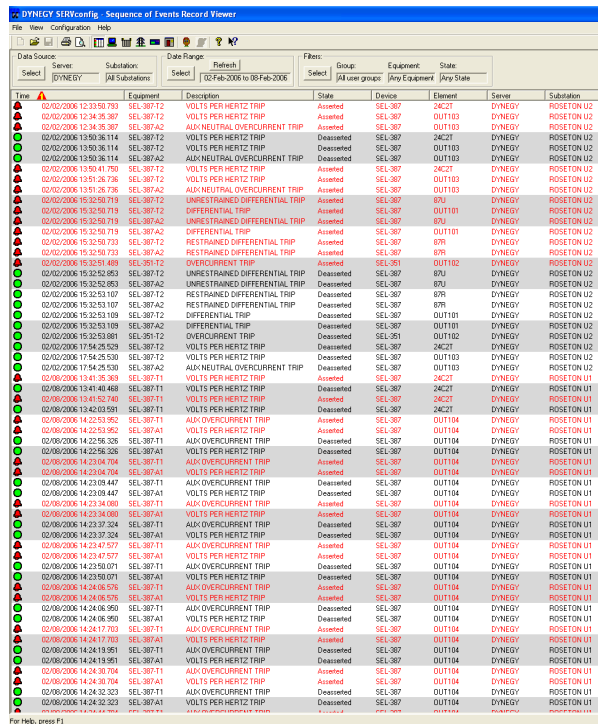 DYNEGY SERVconfig - Sequence of Events Record Viewer
File View Configuration Help
Data Source: Date Range: Filters:
Server: Substation: Refresh Group: Equipment: State:
Select DYNEGY All Substations Select 02-Feb-2006 to 08-Feb-2006 Select All user groups Any Equipment Any State
Time Equipment Description State Device Element Server Substation
02/02/2006 12:33:50.793 SEL-387-T2 VOLTS PER HERTZ TRIP Asserted SEL-387 24C2T DYNEGY ROSETON U2
02/02/2006 12:34:35.387 SEL-387-T2 VOLTS PER HERTZ TRIP Asserted SEL-387 OUT103 DYNEGY ROSETON U2
02/02/2006 12:34:35.387 SEL-387-A2 AUX NEUTRAL OVERCURRENT TRIP Asserted SEL-387 OUT103 DYNEGY ROSETON U2
02/02/2006 13:50:36.114 SEL-387-T2 VOLTS PER HERTZ TRIP Deasserted SEL-387 24C2T DYNEGY ROSETON U2
02/02/2006 13:50:36.114 SEL-387-T2 VOLTS PER HERTZ TRIP Deasserted SEL-387 OUT103 DYNEGY ROSETON U2
02/02/2006 13:50:36.114 SEL-387-A2 AUX NEUTRAL OVERCURRENT TRIP Deasserted SEL-387 OUT103 DYNEGY ROSETON U2
02/02/2006 13:50:41.750 SEL-387-T2 VOLTS PER HERTZ TRIP Asserted SEL-387 24C2T DYNEGY ROSETON U2
02/02/2006 13:51:26.736 SEL-387-T2 VOLTS PER HERTZ TRIP Asserted SEL-387 OUT103 DYNEGY ROSETON U2
02/02/2006 13:51:26.736 SEL-387-A2 AUX NEUTRAL OVERCURRENT TRIP Asserted SEL-387 OUT103 DYNEGY ROSETON U2
02/02/2006 15:32:50.719 SEL-387-T2 UNRESTRAINED DIFFERENTIAL TRIP Asserted SEL-387 87U DYNEGY ROSETON U2
02/02/2006 15:32:50.719 SEL-387-T2 DIFFERENTIAL TRIP Asserted SEL-387 OUT101 DYNEGY ROSETON U2
02/02/2006 15:32:50.719 SEL-387-A2 UNRESTRAINED DIFFERENTIAL TRIP Asserted SEL-387 87U DYNEGY ROSETON U2
02/02/2006 15:32:50.719 SEL-387-A2 DIFFERENTIAL TRIP Asserted SEL-387 OUT101 DYNEGY ROSETON U2
02/02/2006 15:32:50.733 SEL-387-T2 RESTRAINED DIFFERENTIAL TRIP Asserted SEL-387 87R DYNEGY ROSETON U2
02/02/2006 15:32:50.733 SEL-387-A2 RESTRAINED DIFFERENTIAL TRIP Asserted SEL-387 87R DYNEGY ROSETON U2
02/02/2006 15:32:51.489 SEL-351-T2 OVERCURRENT TRIP Asserted SEL-351 OUT102 DYNEGY ROSETON U2
02/02/2006 15:32:52.853 SEL-387-T2 UNRESTRAINED DIFFERENTIAL TRIP Deasserted SEL-387 87U DYNEGY ROSETON U2
02/02/2006 15:32:52.853 SEL-387-A2 UNRESTRAINED DIFFERENTIAL TRIP Deasserted SEL-387 87U DYNEGY ROSETON U2
02/02/2006 15:32:53.107 SEL-387-T2 RESTRAINED DIFFERENTIAL TRIP Deasserted SEL-387 87R DYNEGY ROSETON U2
02/02/2006 15:32:53.107 SEL-387-A2 RESTRAINED DIFFERENTIAL TRIP Deasserted SEL-387 87R DYNEGY ROSETON U2
02/02/2006 15:32:53.109 SEL-387-T2 DIFFERENTIAL TRIP Deasserted SEL-387 OUT101 DYNEGY ROSETON U2
02/02/2006 15:32:53.109 SEL-387-A2 DIFFERENTIAL TRIP Deasserted SEL-387 OUT101 DYNEGY ROSETON U2
02/02/2006 15:32:53.881 SEL-351-T2 OVERCURRENT TRIP Deasserted SEL-351 OUT102 DYNEGY ROSETON U2
02/02/2006 17:54:25.529 SEL-387-T2 VOLTS PER HERTZ TRIP Deasserted SEL-387 24C2T DYNEGY ROSETON U2
02/02/2006 17:54:25.530 SEL-387-T2 VOLTS PER HERTZ TRIP Deasserted SEL-387 OUT103 DYNEGY ROSETON U2
02/02/2006 17:54:25.530 SEL-387-A2 AUX NEUTRAL OVERCURRENT TRIP Deasserted SEL-387 OUT103 DYNEGY ROSETON U2
02/08/2006 13:41:35.369 SEL-387-T1 VOLTS PER HERTZ TRIP Asserted SEL-387 24C2T DYNEGY ROSETON U1
02/08/2006 13:41:40.468 SEL-387-T1 VOLTS PER HERTZ TRIP Deasserted SEL-387 24C2T DYNEGY ROSETON U1
02/08/2006 13:41:52.740 SEL-387-T1 VOLTS PER HERTZ TRIP Asserted SEL-387 24C2T DYNEGY ROSETON U1
02/08/2006 13:42:03.591 SEL-387-T1 VOLTS PER HERTZ TRIP Deasserted SEL-387 24C2T DYNEGY ROSETON U1
02/08/2006 14:22:53.952 SEL-387-T1 AUX OVERCURRENT TRIP Asserted SEL-387 OUT104 DYNEGY ROSETON U1
02/08/2006 14:22:53.952 SEL-387-A1 VOLTS PER HERTZ TRIP Asserted SEL-387 OUT104 DYNEGY ROSETON U1
02/08/2006 14:22:56.326 SEL-387-T1 AUX OVERCURRENT TRIP Deasserted SEL-387 OUT104 DYNEGY ROSETON U1
02/08/2006 14:22:56.326 SEL-387-A1 VOLTS PER HERTZ TRIP Deasserted SEL-387 OUT104 DYNEGY ROSETON U1
02/08/2006 14:23:04.704 SEL-387-T1 AUX OVERCURRENT TRIP Asserted SEL-387 OUT104 DYNEGY ROSETON U1
02/08/2006 14:23:04.704 SEL-387-A1 VOLTS PER HERTZ TRIP Asserted SEL-387 OUT104 DYNEGY ROSETON U1
02/08/2006 14:23:09.447 SEL-387-T1 AUX OVERCURRENT TRIP Deasserted SEL-387 OUT104 DYNEGY ROSETON U1
02/08/2006 14:23:09.447 SEL-387-A1 VOLTS PER HERTZ TRIP Deasserted SEL-387 OUT104 DYNEGY ROSETON U1
02/08/2006 14:23:34.080 SEL-387-T1 AUX OVERCURRENT TRIP Asserted SEL-387 OUT104 DYNEGY ROSETON U1
02/08/2006 14:23:34.080 SEL-387-A1 VOLTS PER HERTZ TRIP Asserted SEL-387 OUT104 DYNEGY ROSETON U1
02/08/2006 14:23:37.324 SEL-387-T1 AUX OVERCURRENT TRIP Deasserted SEL-387 OUT104 DYNEGY ROSETON U1
02/08/2006 14:23:37.324 SEL-387-A1 VOLTS PER HERTZ TRIP Deasserted SEL-387 OUT104 DYNEGY ROSETON U1
02/08/2006 14:23:47.577 SEL-387-T1 AUX OVERCURRENT TRIP Asserted SEL-387 OUT104 DYNEGY ROSETON U1
02/08/2006 14:23:47.577 SEL-387-A1 VOLTS PER HERTZ TRIP Asserted SEL-387 OUT104 DYNEGY ROSETON U1
02/08/2006 14:23:50.071 SEL-387-T1 AUX OVERCURRENT TRIP Deasserted SEL-387 OUT104 DYNEGY ROSETON U1
02/08/2006 14:23:50.071 SEL-387-A1 VOLTS PER HERTZ TRIP Deasserted SEL-387 OUT104 DYNEGY ROSETON U1
02/08/2006 14:24:06.576 SEL-387-T1 AUX OVERCURRENT TRIP Asserted SEL-387 OUT104 DYNEGY ROSETON U1
02/08/2006 14:24:06.576 SEL-387-A1 VOLTS PER HERTZ TRIP Asserted SEL-387 OUT104 DYNEGY ROSETON U1
02/08/2006 14:24:06.950 SEL-387-T1 AUX OVERCURRENT TRIP Deasserted SEL-387 OUT104 DYNEGY ROSETON U1
02/08/2006 14:24:06.950 SEL-387-A1 VOLTS PER HERTZ TRIP Deasserted SEL-387 OUT104 DYNEGY ROSETON U1
02/08/2006 14:24:17.703 SEL-387-T1 AUX OVERCURRENT TRIP Asserted SEL-387 OUT104 DYNEGY ROSETON U1
02/08/2006 14:24:17.703 SEL-387-A1 VOLTS PER HERTZ TRIP Asserted SEL-387 OUT104 DYNEGY ROSETON U1
02/08/2006 14:24:19.951 SEL-387-T1 AUX OVERCURRENT TRIP Deasserted SEL-387 OUT104 DYNEGY ROSETON U1
02/08/2006 14:24:19.951 SEL-387-A1 VOLTS PER HERTZ TRIP Deasserted SEL-387 OUT104 DYNEGY ROSETON U1
02/08/2006 14:24:30.704 SEL-387-T1 AUX OVERCURRENT TRIP Asserted SEL-387 OUT104 DYNEGY ROSETON U1
02/08/2006 14:24:30.704 SEL-387-A1 VOLTS PER HERTZ TRIP Asserted SEL-387 OUT104 DYNEGY ROSETON U1
02/08/2006 14:24:32.323 SEL-387-T1 AUX OVERCURRENT TRIP Deasserted SEL-387 OUT104 DYNEGY ROSETON U1
02/08/2006 14:24:32.323 SEL-387-A1 VOLTS PER HERTZ TRIP Deasserted SEL-387 OUT104 DYNEGY ROSETON U1
For Help, press F1